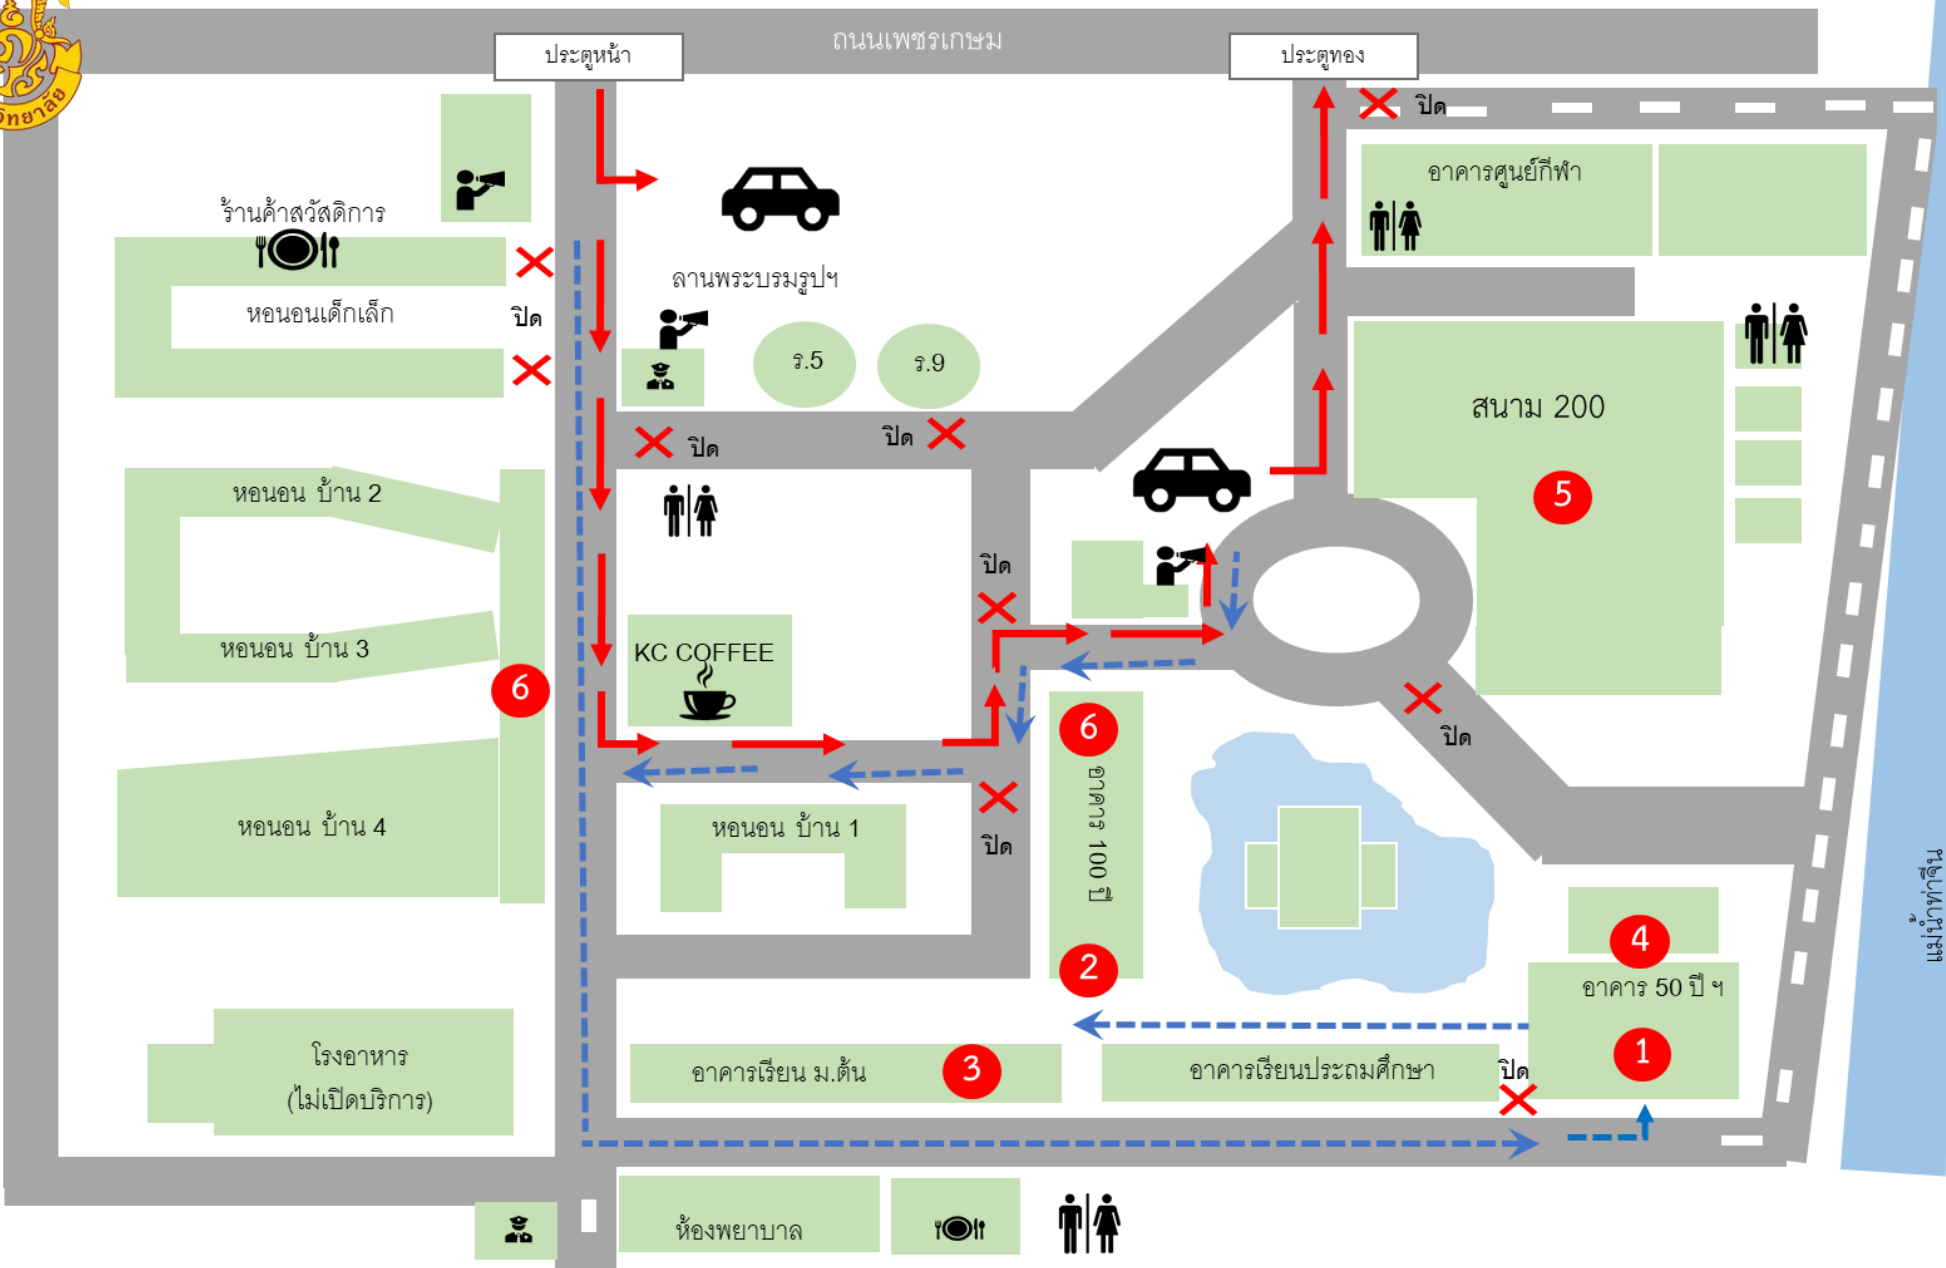 ถนนเพชรเกษม
ประตูหน้า
ประตูทอง
วิทยาลัย
ปิด
อาคารศูนย์กีฬา
ร้านค้าสวัสดิการ
ลานพระบรมรูปฯ
หอนอนเด็กเล็ก
ปิด
ร.5
ร.9
สนาม 200
ปิด
ปิด
หอนอน บ้าน 2
5
ปิด
หอนอน บ้าน 3
KC COFFEE
6
6
ปิด
อาคาร 100 ปี
หอนอน บ้าน 4
หอนอน บ้าน 1
ปิด
แม่น้ำท่าจีน
4
2
อาคาร 50 ปี ฯ
โรงอาหาร
(ไม่เปิดบริการ)
อาคารเรียน ม.ต้น
3
อาคารเรียนประถมศึกษา
ปิด
1
ห้องพยาบาล